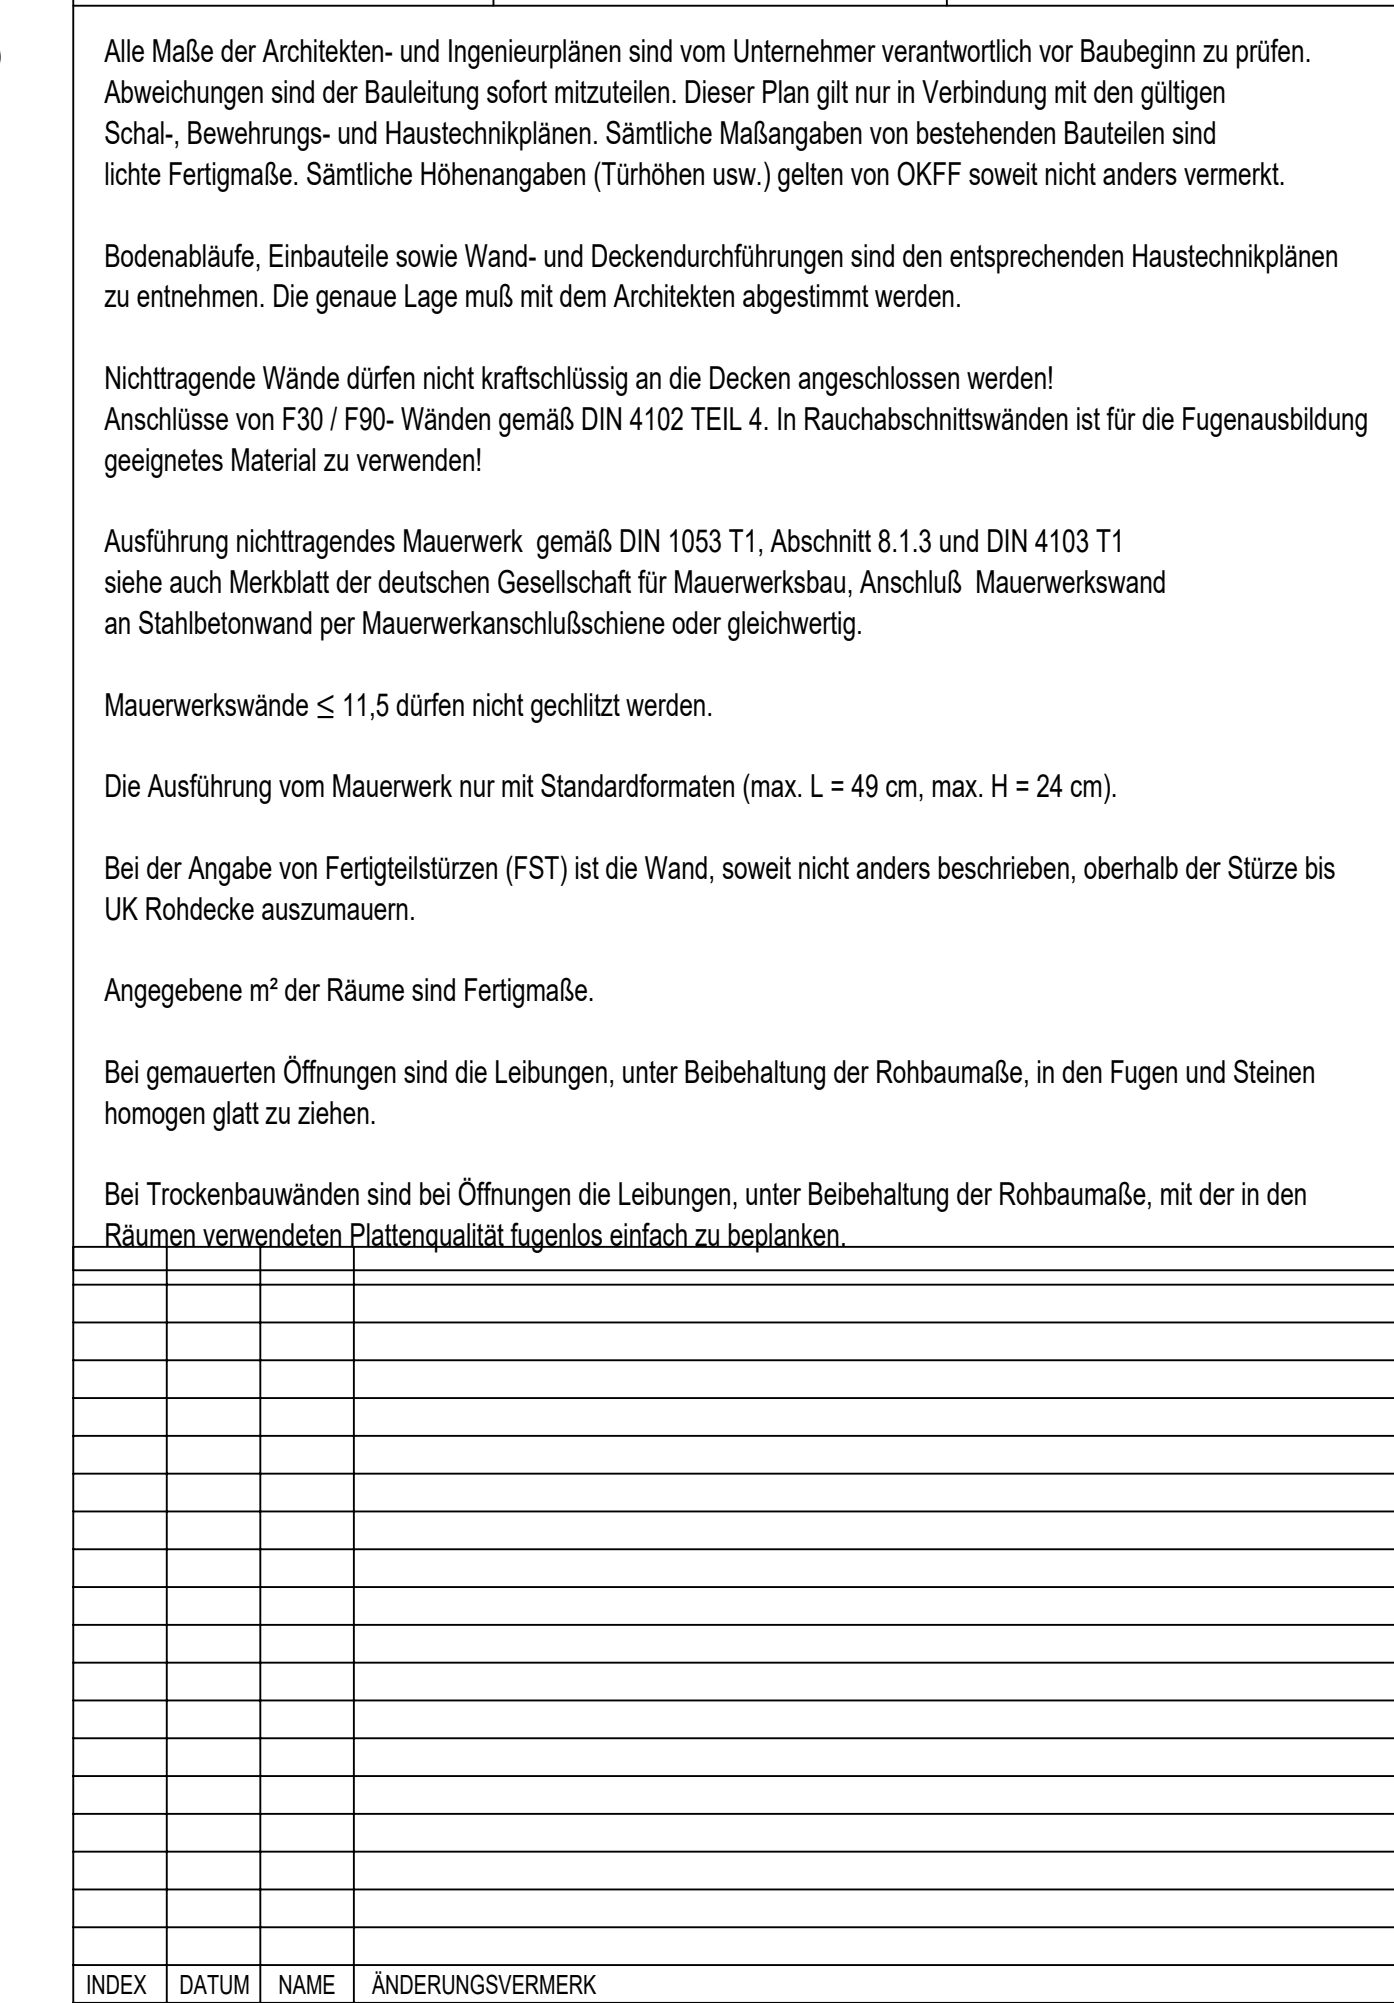 Alle Maße der Architekten- und Ingenieurplänen sind vom Unternehmer verantwortlich vor Baubeginn zu prüfen.
Abweichungen sind der Bauleitung sofort mitzuteilen. Dieser Plan gilt nur in Verbindung mit den gültigen
Schal-, Bewehrungs- und Haustechnikplänen. Sämtliche Maßangaben von bestehenden Bauteilen sind
lichte Fertigmaße. Sämtliche Höhenangaben (Türhöhen usw.) gelten von OKFF soweit nicht anders vermerkt.
Bodenabläufe, Einbauteile sowie Wand- und Deckendurchführungen sind den entsprechenden Haustechnikplänen
zu entnehmen. Die genaue Lage muß mit dem Architekten abgestimmt werden.
Nichttragende Wände dürfen nicht kraftschlüssig an die Decken angeschlossen werden!
Anschlüsse von F30 / F90- Wänden gemäß DIN 4102 TEIL 4. In Rauchabschnittswänden ist für die Fugenausbildung
geeignetes Material zu verwenden!
Ausführung nichttragendes Mauerwerk  gemäß DIN 1053 T1, Abschnitt 8.1.3 und DIN 4103 T1
siehe auch Merkblatt der deutschen Gesellschaft für Mauerwerksbau, Anschluß  Mauerwerkswand
an Stahlbetonwand per Mauerwerkanschlußschiene oder gleichwertig.
Mauerwerkswände ≤ 11,5 dürfen nicht gechlitzt werden.
Die Ausführung vom Mauerwerk nur mit Standardformaten (max. L = 49 cm, max. H = 24 cm).
Bei der Angabe von Fertigteilstürzen (FST) ist die Wand, soweit nicht anders beschrieben, oberhalb der Stürze bis
UK Rohdecke auszumauern.
Angegebene m² der Räume sind Fertigmaße.
Bei gemauerten Öffnungen sind die Leibungen, unter Beibehaltung der Rohbaumaße, in den Fugen und Steinen
homogen glatt zu ziehen.
Bei Trockenbauwänden sind bei Öffnungen die Leibungen, unter Beibehaltung der Rohbaumaße, mit der in den
Räumen verwendeten Plattenqualität fugenlos einfach zu beplanken.
INDEX DATUM NAME ÄNDERUNGSVERMERK